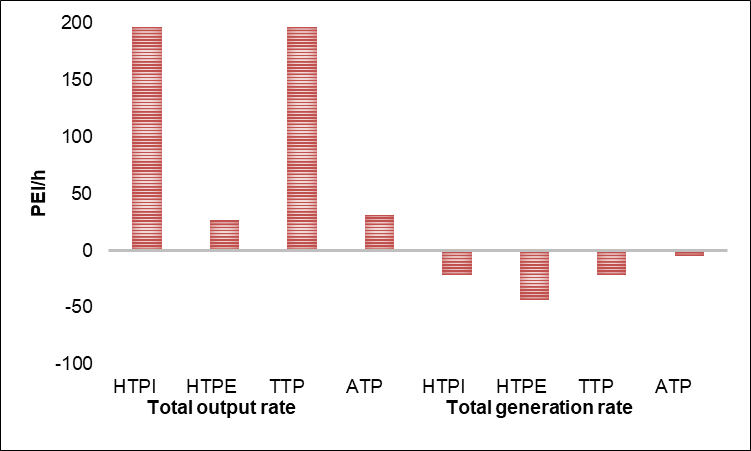 200
150
100
50
0
-50
-100
PEI/h
HTPI HTPE TTP ATP HTPI HTPE TTP ATP
Total output rate Total generation rate